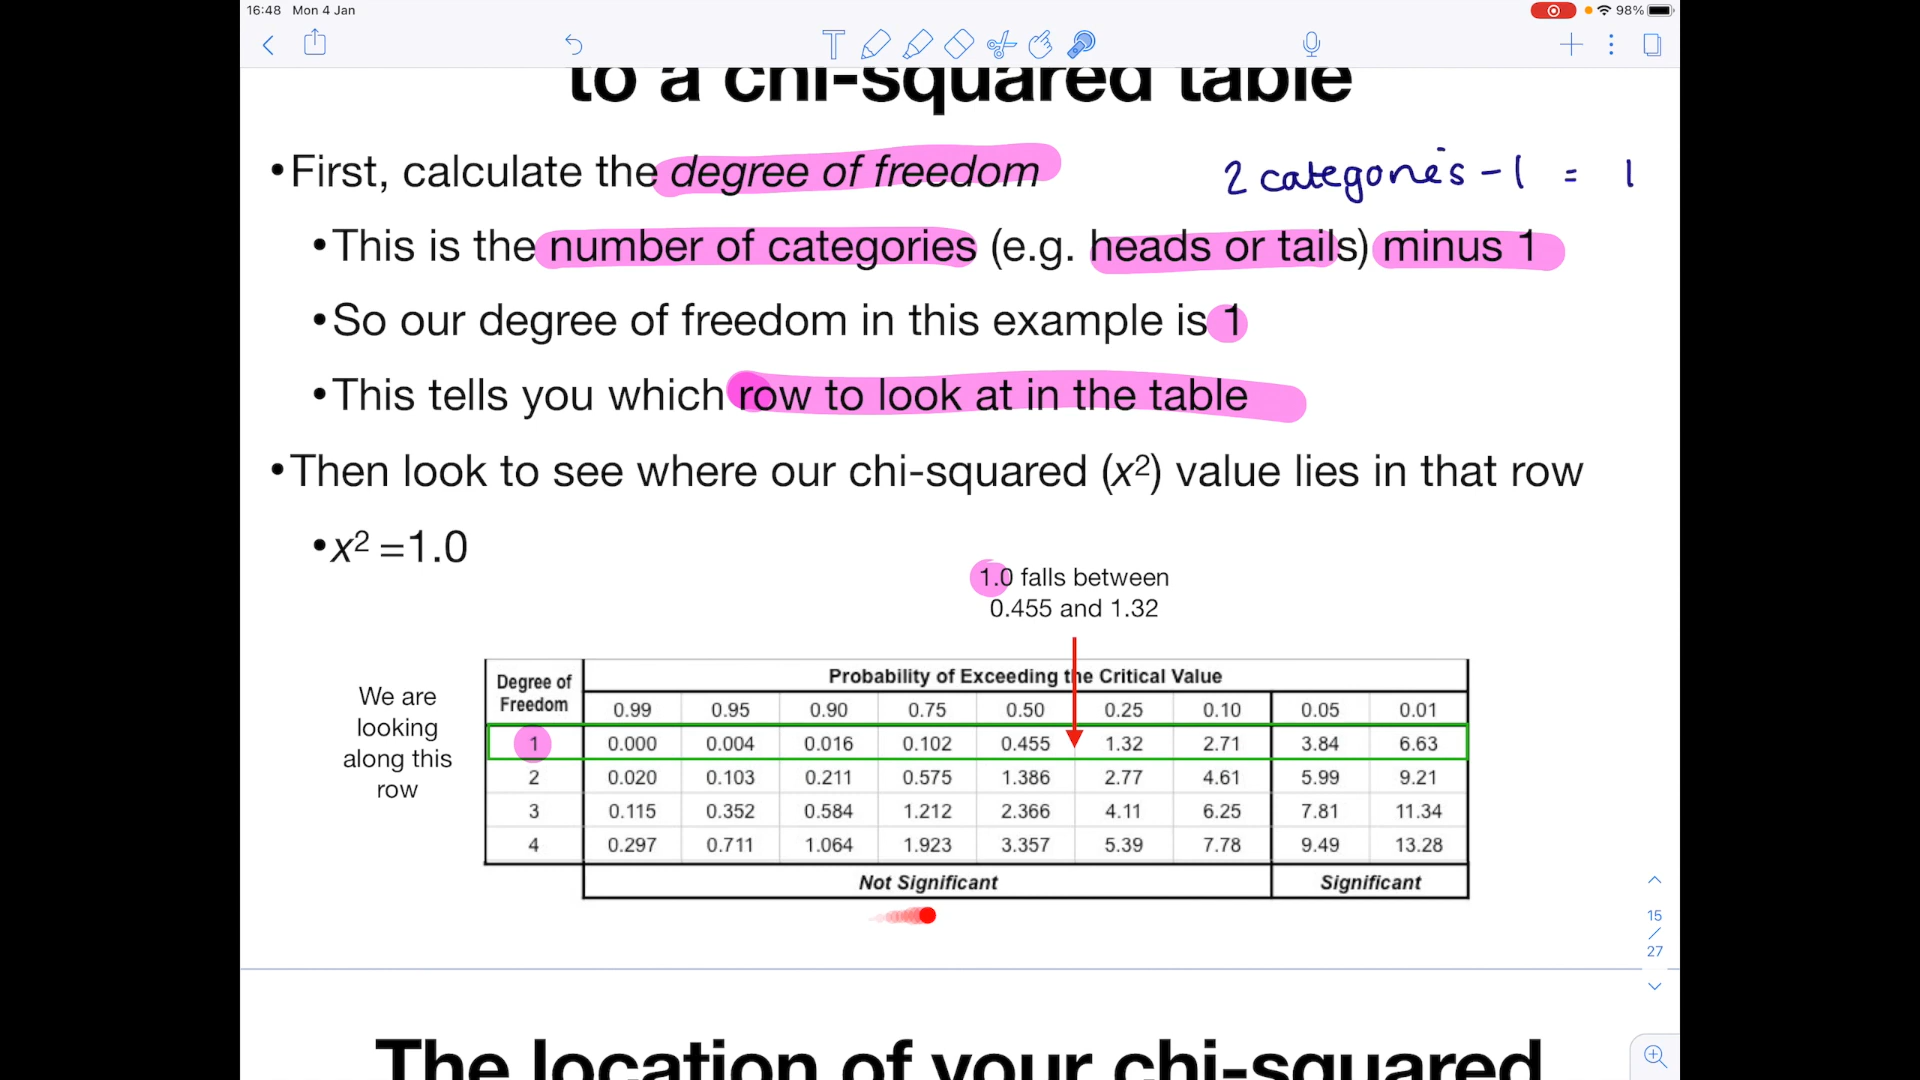 16:48 Mon 4 Jan
98%
to a chi-squared table
•First, calculate the degree of freedom
2 categories - 1 = 1
•This is the number of categories (e.g. heads or tails) minus 1
•So our degree of freedom in this example is 1
•This tells you which row to look at in the table
•Then look to see where our chi-squared (x²) value lies in that row
•x² =1.0
1.0 falls between
0.455 and 1.32
We are
looking
along this
row
Degree of
Freedom
Probability of Exceeding the Critical Value
0.99 0.95 0.90 0.75 0.50 0.25 0.10 0.05 0.01
1 0.000 0.004 0.016 0.102 0.455 1.32 2.71 3.84 6.63
2 0.020 0.103 0.211 0.575 1.386 2.77 4.61 5.99 9.21
3 0.115 0.352 0.584 1.212 2.366 4.11 6.25 7.81 11.34
4 0.297 0.711 1.064 1.923 3.357 5.39 7.78 9.49 13.28
Not Significant Significant
15
/
27
The location of your chi-squared